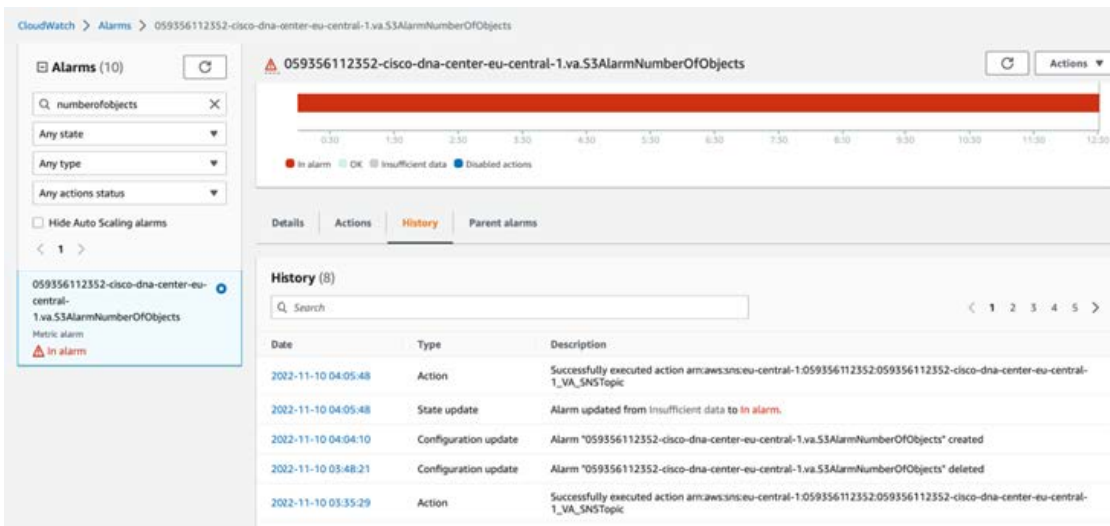 CloudWatch > Alarms > 059356112352-cisco-dna-center-eu-central-1.va.S3AlarmNumberOfObjects
Alarms (10)
numberofobjects
Any state
Any type
Any actions status
Hide Auto Scaling alarms
< 1 >
059356112352-cisco-dna-center-eu-
central-
1.va.S3AlarmNumberOfObjects
Metric alarm
In alarm
059356112352-cisco-dna-center-eu-central-1.va.S3AlarmNumberOfObjects
Actions
0:30 1:30 2:30 3:30 4:30 5:30 6:30 7:30 8:30 9:30 10:30 11:30 12:30
In alarm OK Insufficient data Disabled actions
Details Actions History Parent alarms
History (8)
Search
< 1 2 3 4 5 >
Date Type Description
2022-11-10 04:05:48 Action Successfully executed action arn:aws:sns:eu-central-1:059356112352:059356112352-cisco-dna-center-eu-central-
1_VA_SNSTopic
2022-11-10 04:05:48 State update Alarm updated from Insufficient data to In alarm.
2022-11-10 04:04:10 Configuration update Alarm "059356112352-cisco-dna-center-eu-central-1.va.S3AlarmNumberOfObjects" created
2022-11-10 03:48:21 Configuration update Alarm "059356112352-cisco-dna-center-eu-central-1.va.S3AlarmNumberOfObjects" deleted
2022-11-10 03:35:29 Action Successfully executed action arn:aws:sns:eu-central-1:059356112352:059356112352-cisco-dna-center-eu-central-
1_VA_SNSTopic